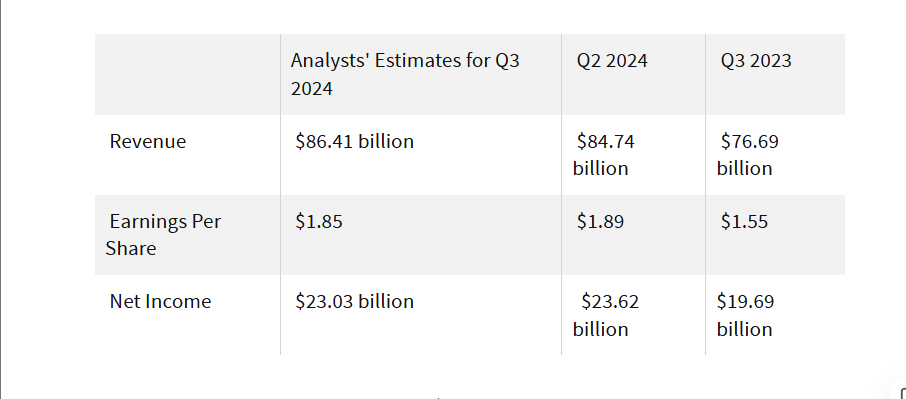 Analysts' Estimates for Q3 2024 Q2 2024 Q3 2023
Revenue $86.41 billion $84.74 billion $76.69 billion
Earnings Per Share $1.85 $1.89 $1.55
Net Income $23.03 billion $23.62 billion $19.69 billion